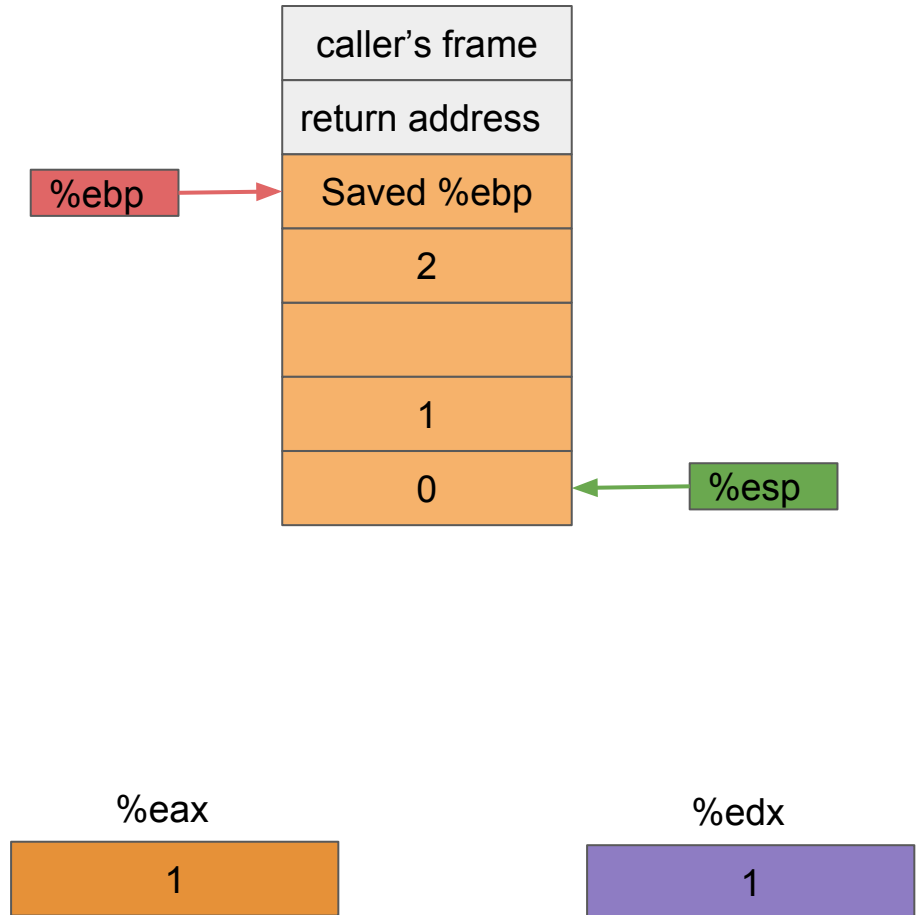 caller’s frame
return address
%ebp
Saved %ebp
2
1
0
%esp
%eax
%edx
1
1